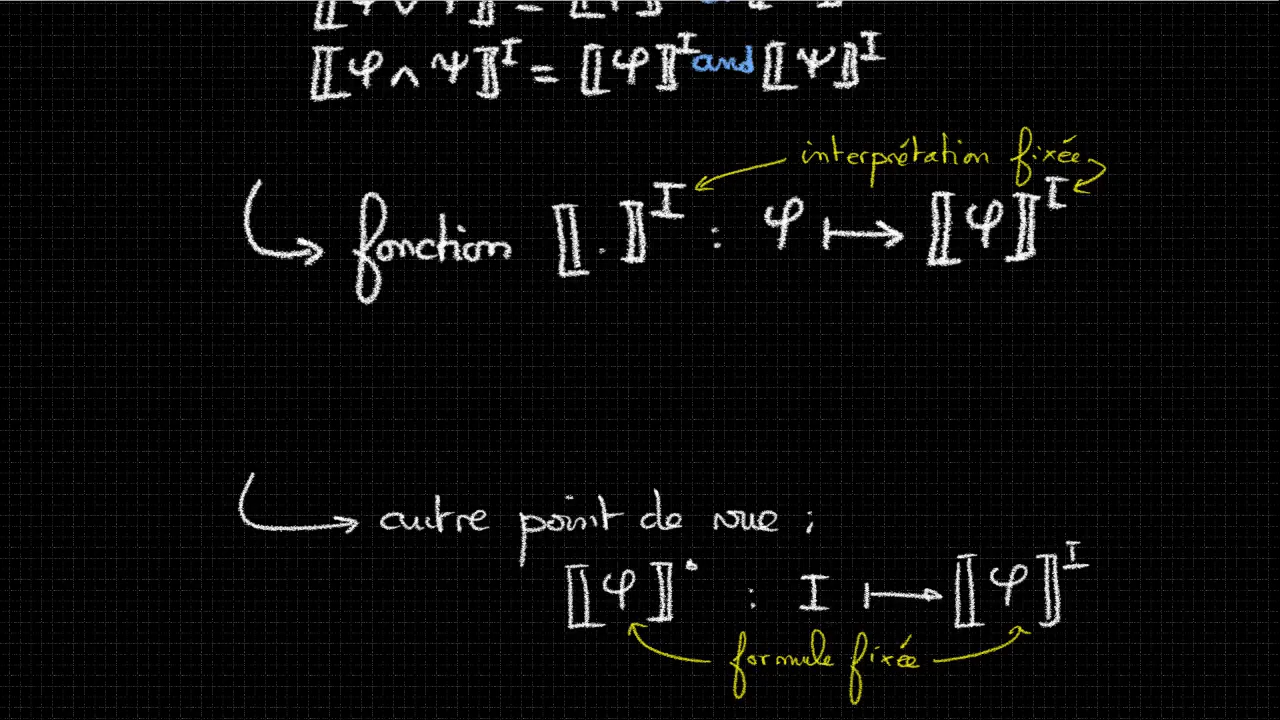 ⟦φ ∨ ψ⟧ = ⟦φ⟧
⟦φ ∧ ψ⟧^I = ⟦φ⟧^I and ⟦ψ⟧^I
interprétation fixée
fonction ⟦.⟧^I : φ ⟼ ⟦φ⟧^I
autre point de vue :
⟦φ⟧^• : I ⟼ ⟦φ⟧^I
formule fixée